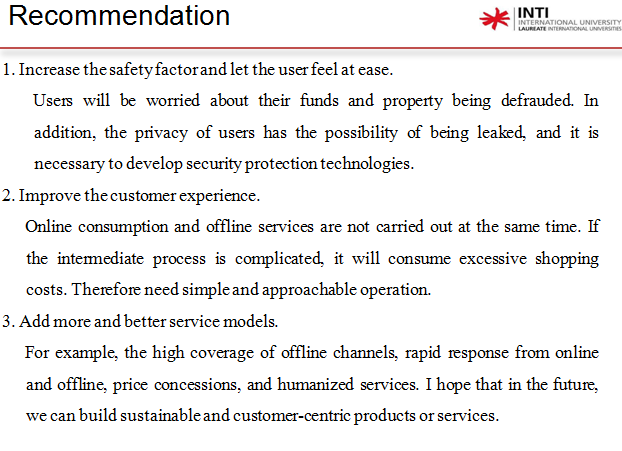 Recommendation
INTI
INTERNATIONAL UNIVERSITY
LAUREATE INTERNATIONAL UNIVERSITIES
1. Increase the safety factor and let the user feel at ease.
Users will be worried about their funds and property being defrauded. In
addition, the privacy of users has the possibility of being leaked, and it is
necessary to develop security protection technologies.
2. Improve the customer experience.
Online consumption and offline services are not carried out at the same time. If
the intermediate process is complicated, it will consume excessive shopping
costs. Therefore need simple and approachable operation.
3. Add more and better service models.
For example, the high coverage of offline channels, rapid response from online
and offline, price concessions, and humanized services. I hope that in the future,
we can build sustainable and customer-centric products or services.